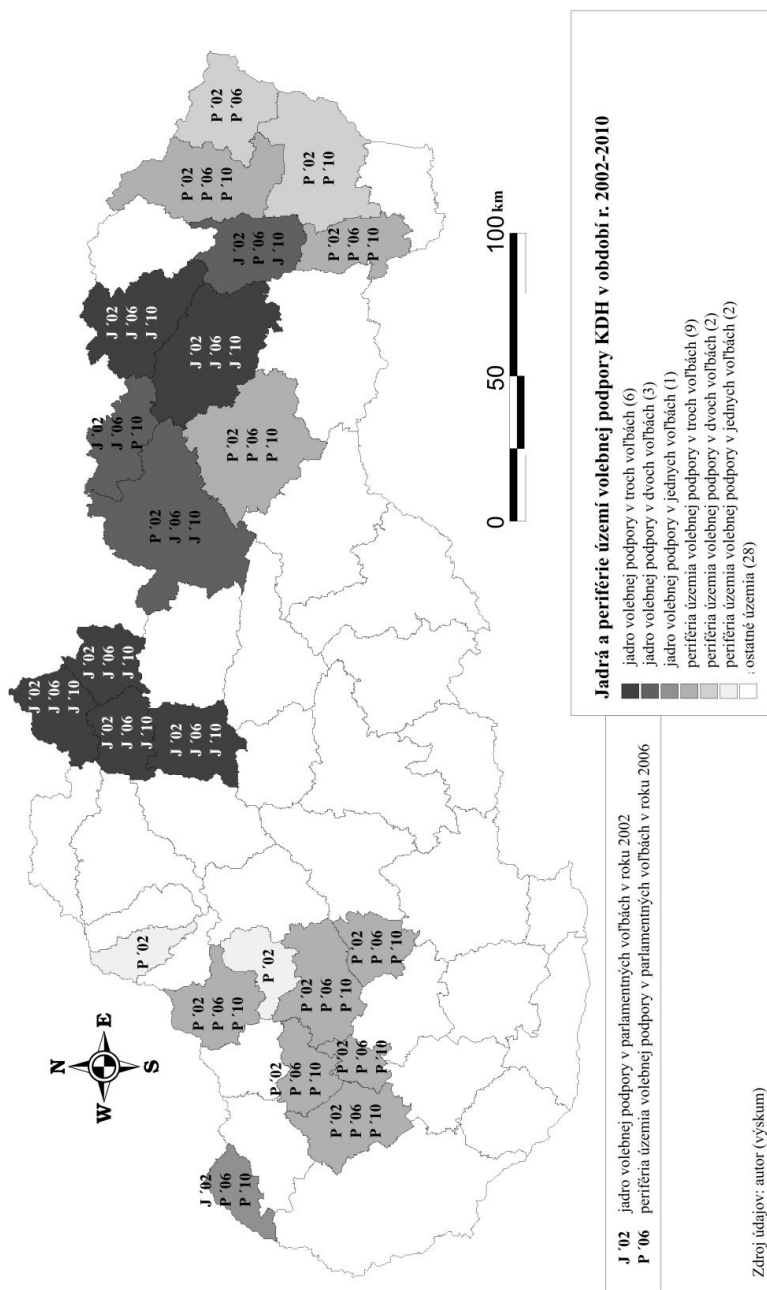 N
W E
S
J ´02
P ´06
P ´10
P ´02
P ´06
P ´10
P ´02
P ´06
P ´10
P ´02
P ´06
P ´10
P ´02
P ´06
P ´10
P ´02
P ´02
P ´06
P ´10
P ´02
P ´06
P ´10
P ´02
J ´02
J ´06
J ´10
J ´02
J ´06
J ´10
J ´02
J ´06
J ´10
J ´02
J ´06
J ´10
P ´02
J ´06
J ´10
J ´02
J ´06
P ´10
P ´02
P ´06
P ´10
J ´02
J ´06
J ´10
J ´02
J ´06
J ´10
J ´02
P ´06
J ´10
P ´02
P ´06
P ´10
P ´02
P ´06
P ´10
P ´02
P ´10
P ´02
P ´06
0 50 100 km
Jadrá a periférie území volebnej podpory KDH v období r. 2002-2010
jadro volebnej podpory v troch voľbách (6)
jadro volebnej podpory v dvoch voľbách (3)
jadro volebnej podpory v jedných voľbách (1)
periféria územia volebnej podpory v troch voľbách (9)
periféria územia volebnej podpory v dvoch voľbách (2)
periféria územia volebnej podpory v jedných voľbách (2)
ostatné územia (28)
J ´02 jadro volebnej podpory v parlamentných voľbách v roku 2002
P ´06 periféria územia volebnej podpory v parlamentných voľbách v roku 2006
Zdroj údajov: autor (výskum)